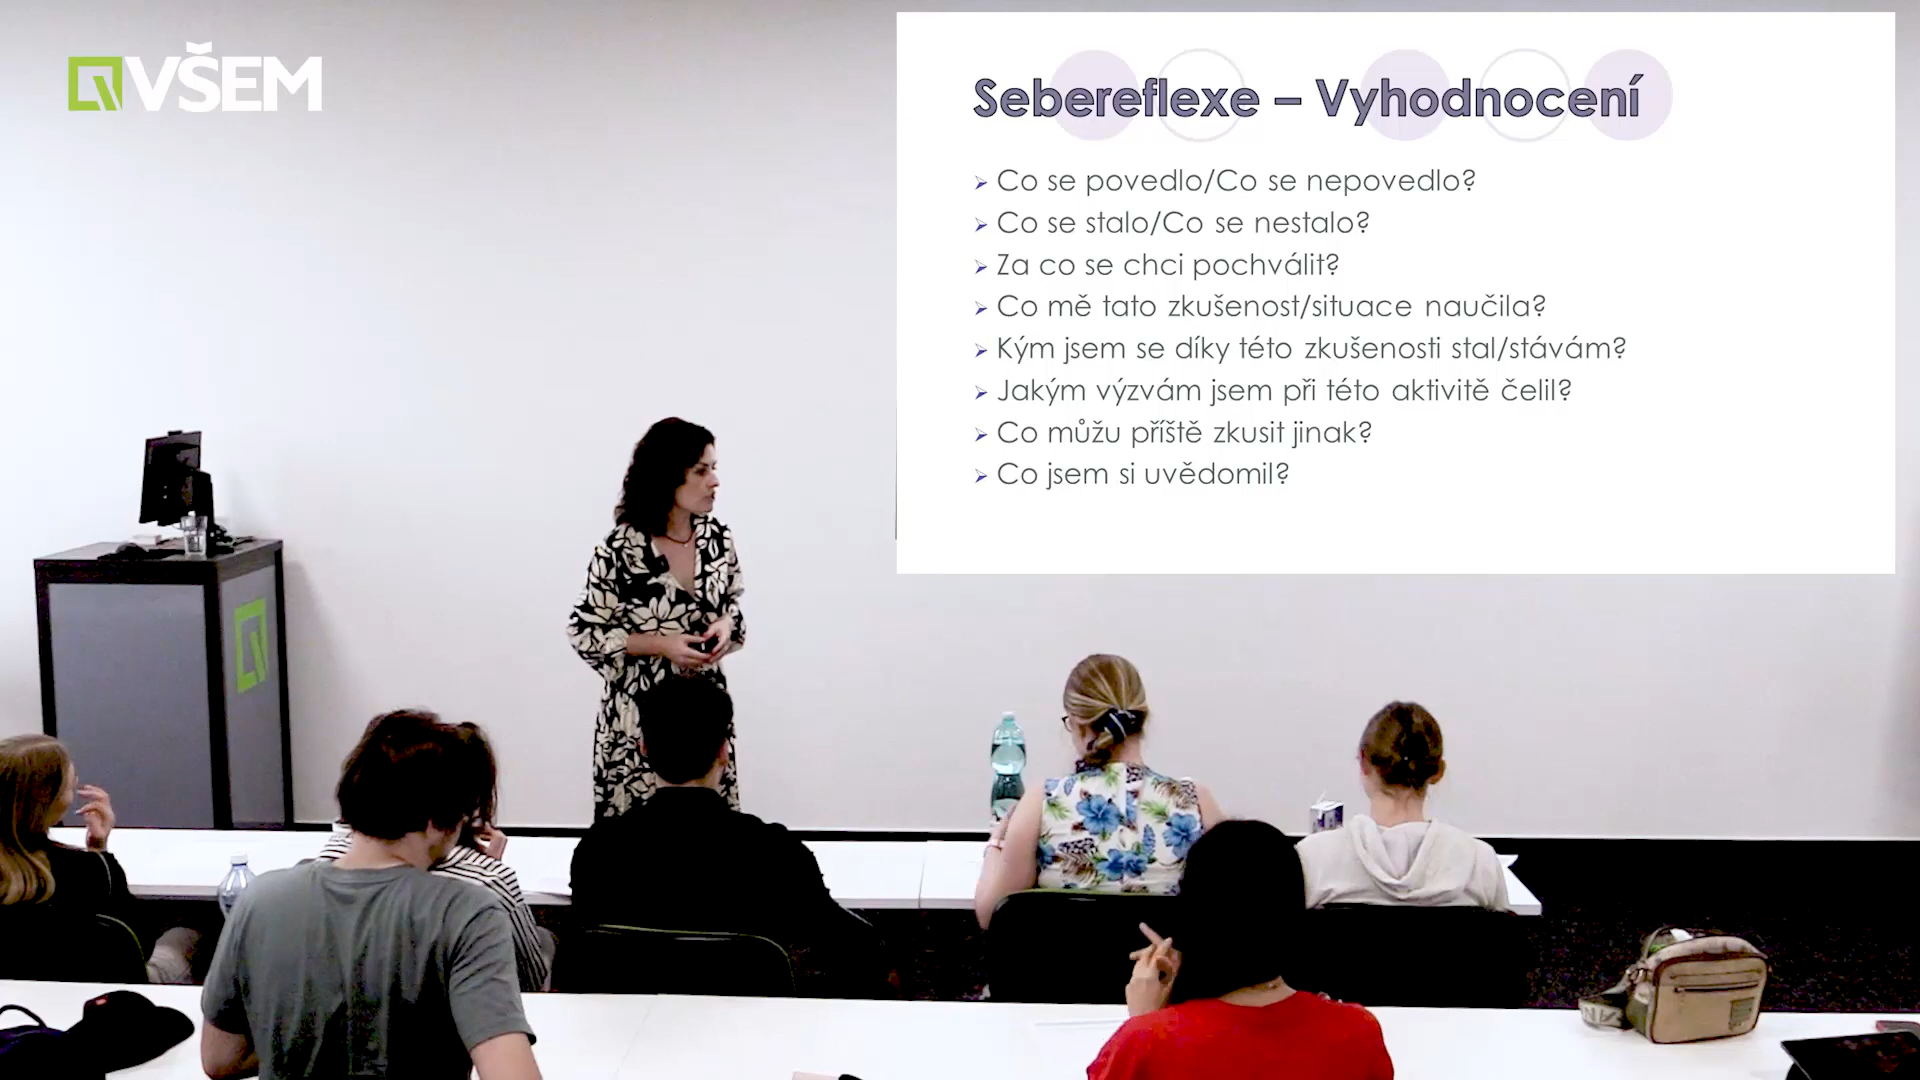 VŠEM
Sebereflexe – Vyhodnocení
Co se povedlo/Co se nepovedlo?
Co se stalo/Co se nestalo?
Za co se chci pochválit?
Co mě tato zkušenost/situace naučila?
Kým jsem se díky této zkušenosti stal/stávám?
Jakým výzvám jsem při této aktivitě čelil?
Co můžu příště zkusit jinak?
Co jsem si uvědomil?